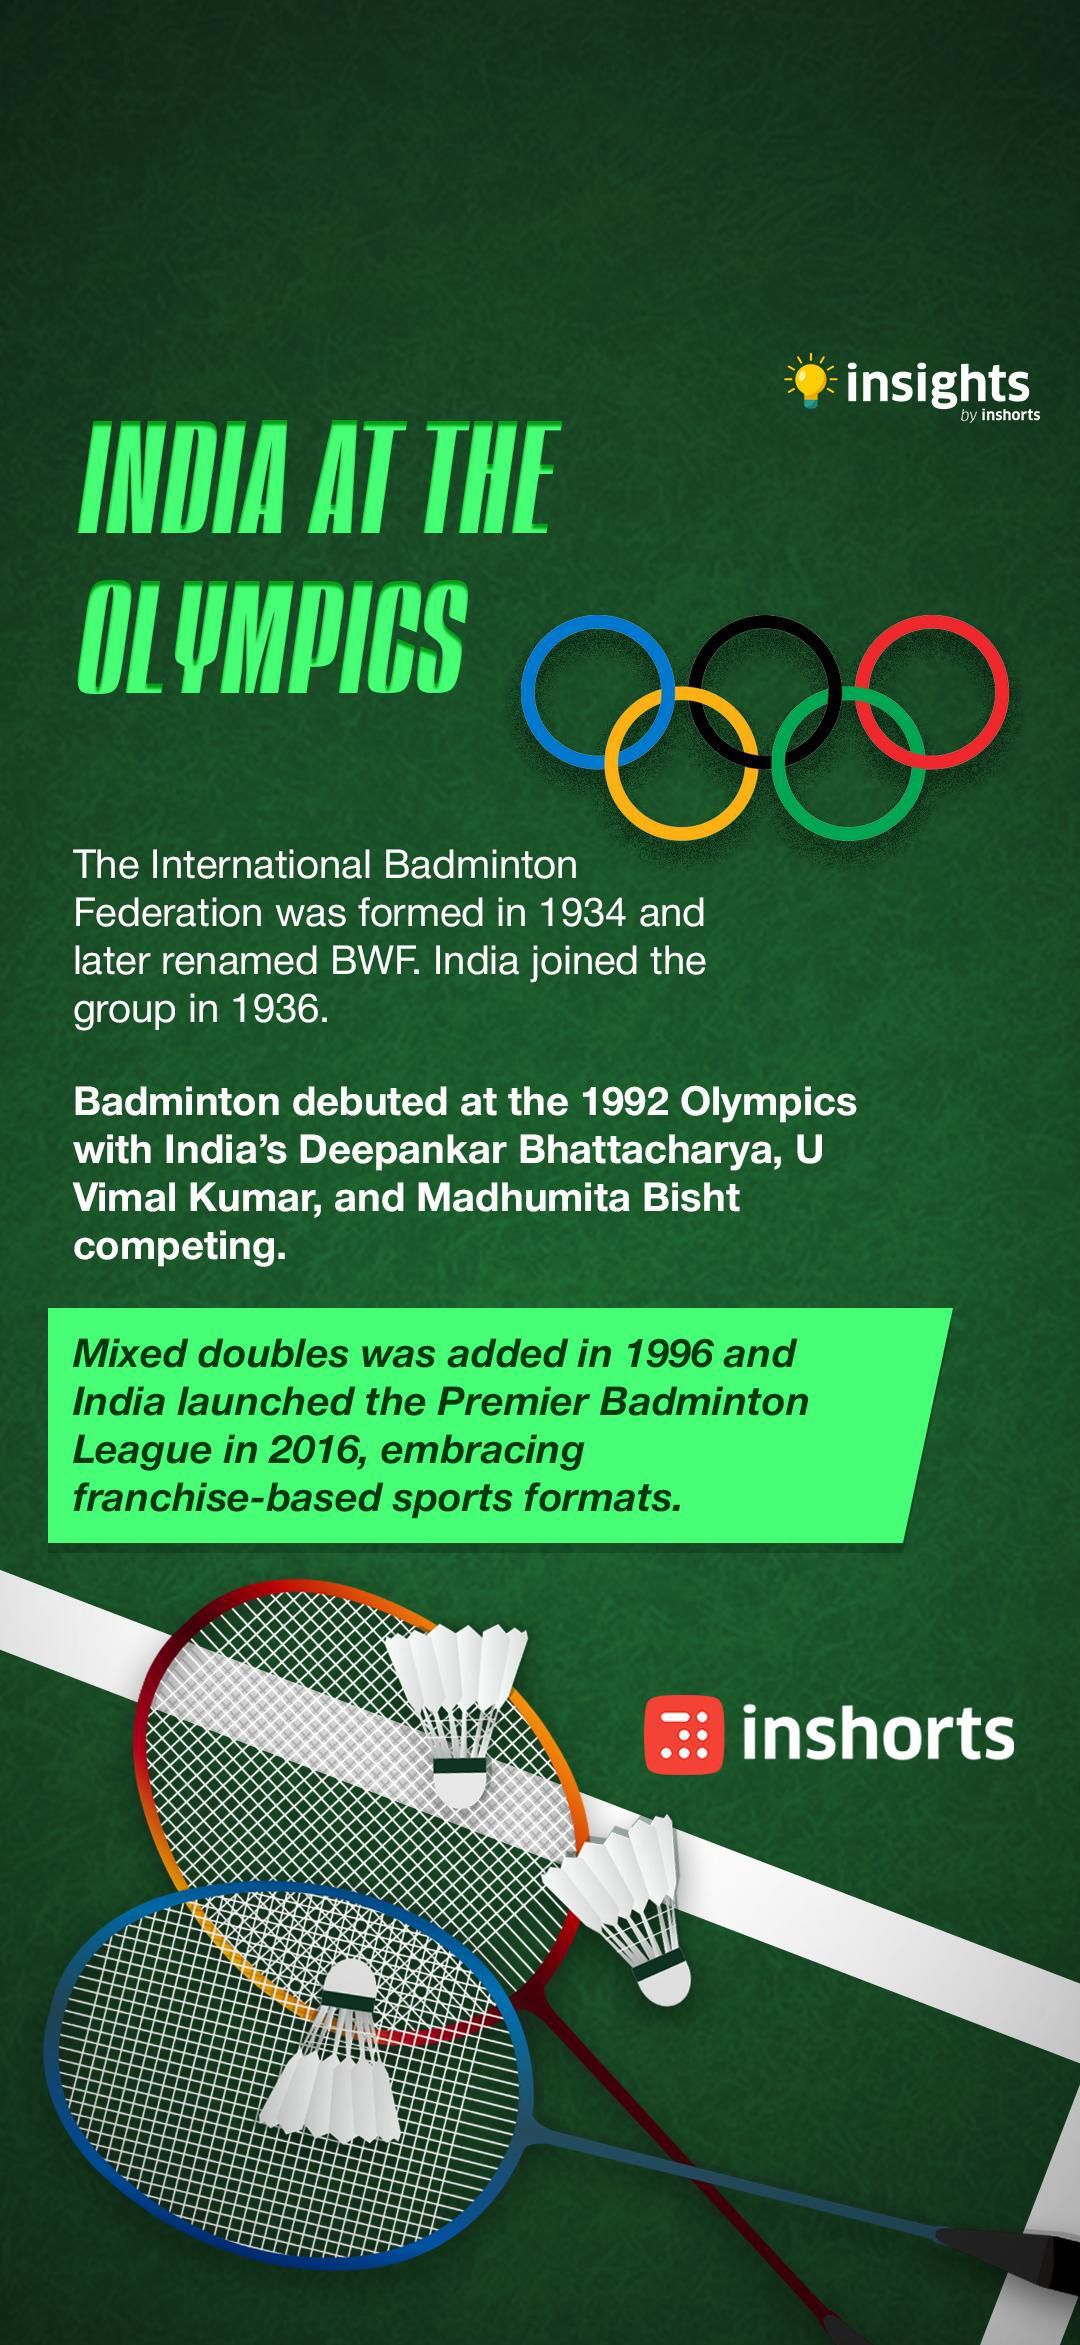 insights
by inshorts
INDIA AT THE
OLYMPICS
The International Badminton
Federation was formed in 1934 and
later renamed BWF. India joined the
group in 1936.
Badminton debuted at the 1992 Olympics
with India’s Deepankar Bhattacharya, U
Vimal Kumar, and Madhumita Bisht
competing.
Mixed doubles was added in 1996 and
India launched the Premier Badminton
League in 2016, embracing
franchise-based sports formats.
inshorts